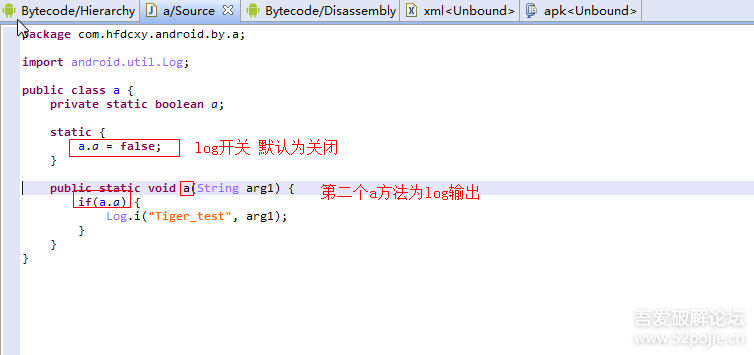 Bytecode/Hierarchy a/Source Bytecode/Disassembly xml<Unbound> apk<Unbound>
package com.hfdcxy.android.by.a;
import android.util.Log;
public class a {
private static boolean a;
static {
a.a = false; log开关 默认为关闭
}
public static void a(String arg1) { 第二个a方法为log输出
if(a.a) {
Log.i("Tiger_test", arg1);
}
}
}
吾爱破解论坛
www.52pojie.cn